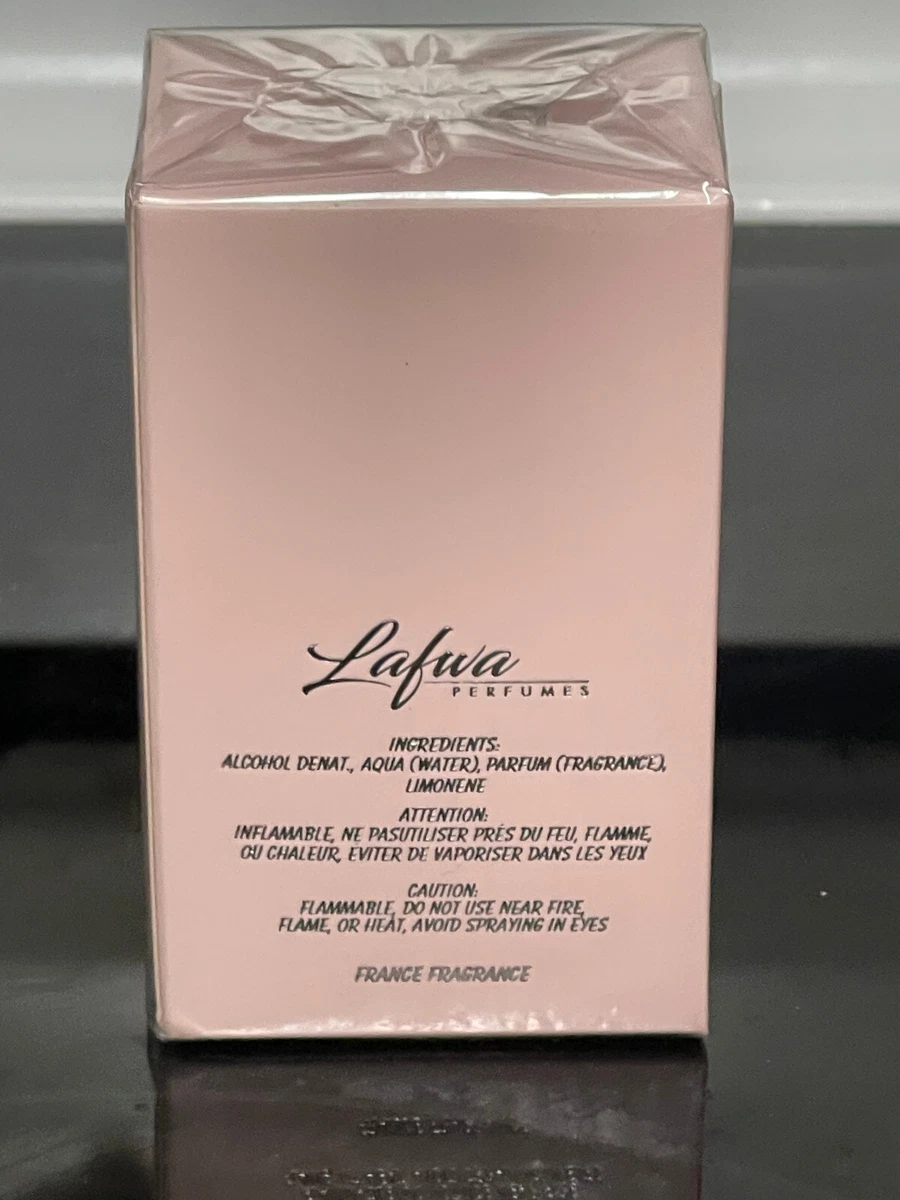 Lafwa
PERFUMES
INGREDIENTS:
ALCOHOL DENAT., AQUA (WATER), PARFUM (FRAGRANCE),
LIMONENE
ATTENTION:
INFLAMABLE, NE PASUTILISER PRÉS DU FEU, FLAMME,
OU CHALEUR, EVITER DE VAPORISER DANS LES YEUX
CAUTION:
FLAMMABLE, DO NOT USE NEAR FIRE,
FLAME, OR HEAT, AVOID SPRAYING IN EYES
FRANCE FRAGRANCE